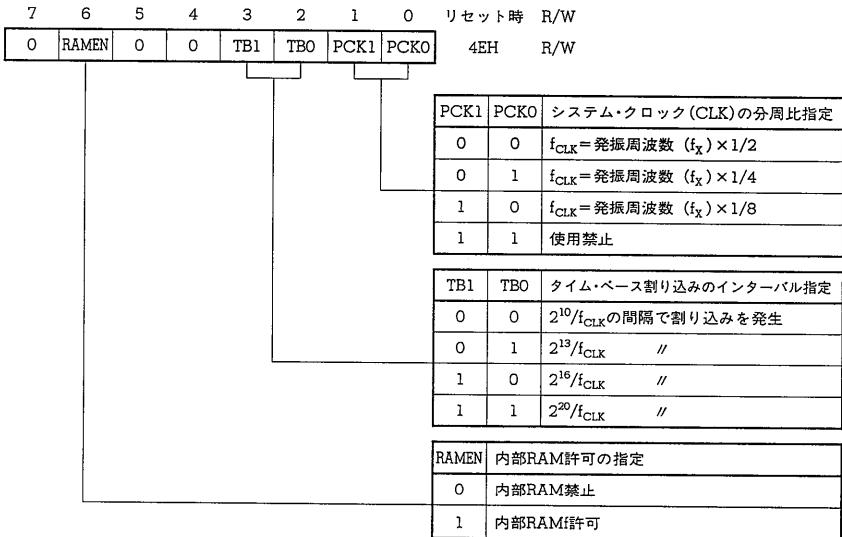 7 6 5 4 3 2 1 0 リセット時 R/W
0 RAMEN 0 0 TB1 TB0 PCK1 PCK0 4EH R/W
PCK1 PCK0 システム・クロック(CLK)の分周比指定
0 0 fCLK=発振周波数 (fX)×1/2
0 1 fCLK=発振周波数 (fX)×1/4
1 0 fCLK=発振周波数 (fX)×1/8
1 1 使用禁止
TB1 TB0 タイム・ベース割り込みのインターバル指定
0 0 2¹⁰/fCLKの間隔で割り込みを発生
0 1 2¹³/fCLK 〃
1 0 2¹⁶/fCLK 〃
1 1 2²⁰/fCLK 〃
RAMEN 内部RAM許可の指定
0 内部RAM禁止
1 内部RAMf許可